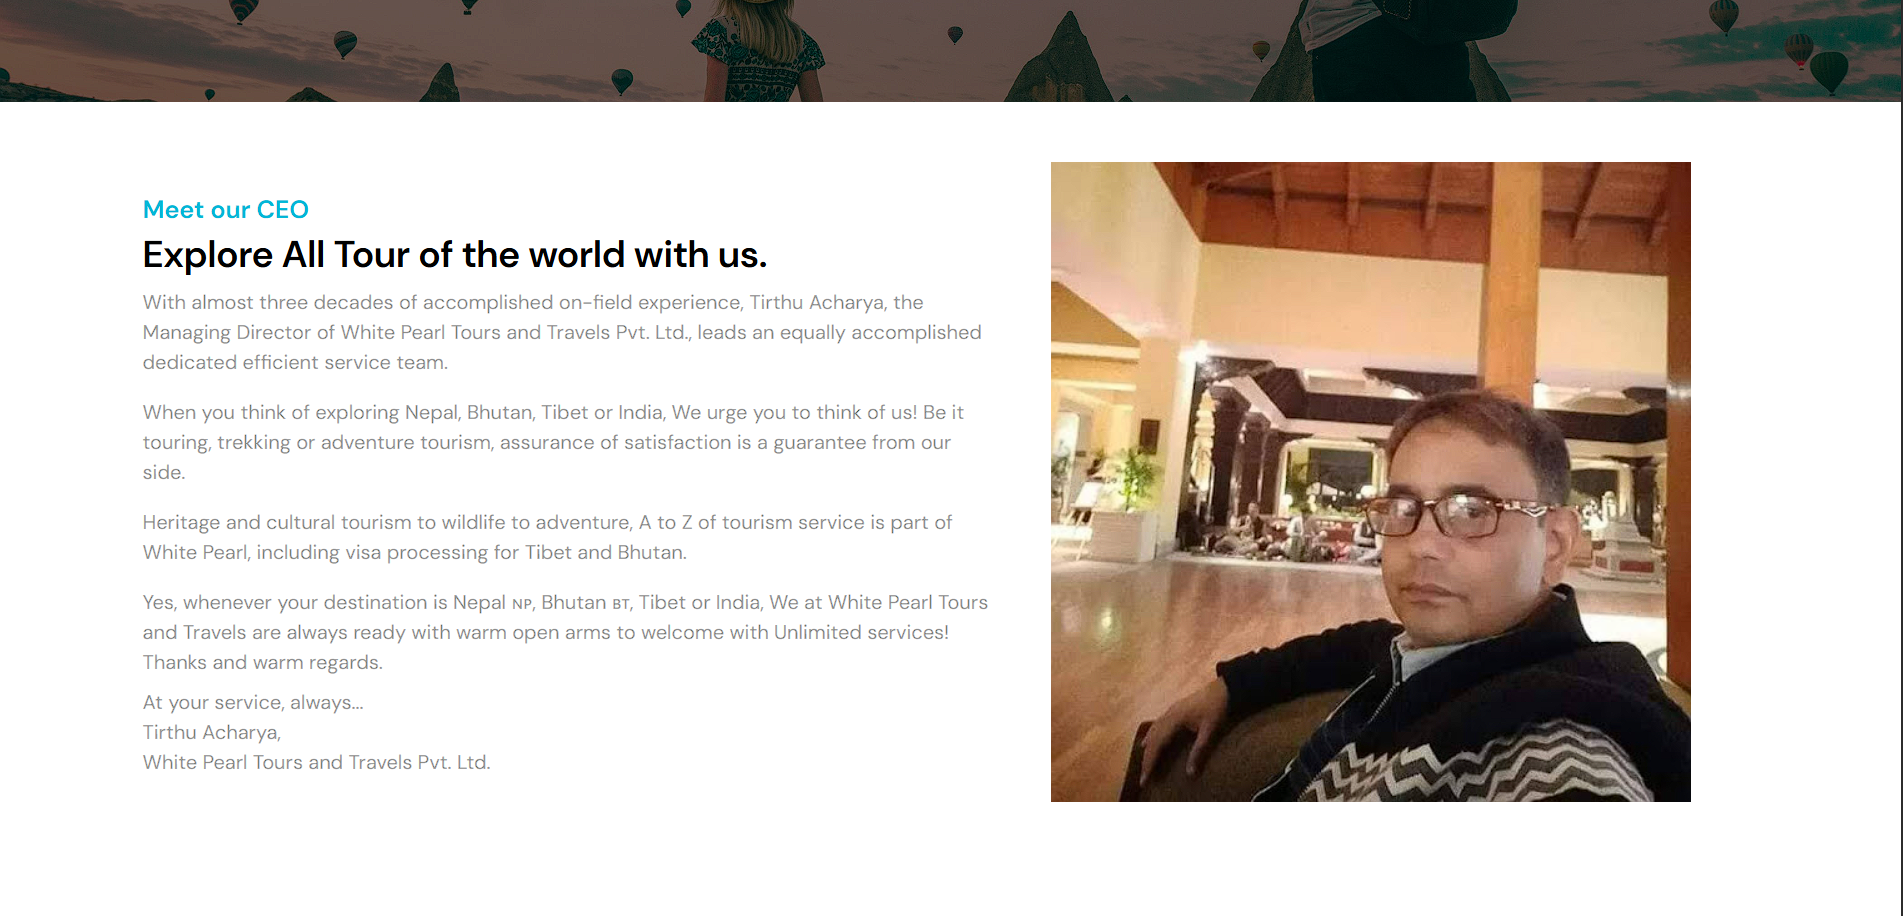 Meet our CEO
Explore All Tour of the world with us.
With almost three decades of accomplished on-field experience, Tirthu Acharya, the
Managing Director of White Pearl Tours and Travels Pvt. Ltd., leads an equally accomplished
dedicated efficient service team.
When you think of exploring Nepal, Bhutan, Tibet or India, We urge you to think of us! Be it
touring, trekking or adventure tourism, assurance of satisfaction is a guarantee from our
side.
Heritage and cultural tourism to wildlife to adventure, A to Z of tourism service is part of
White Pearl, including visa processing for Tibet and Bhutan.
Yes, whenever your destination is Nepal NP, Bhutan BT, Tibet or India, We at White Pearl Tours
and Travels are always ready with warm open arms to welcome with Unlimited services!
Thanks and warm regards.
At your service, always...
Tirthu Acharya,
White Pearl Tours and Travels Pvt. Ltd.